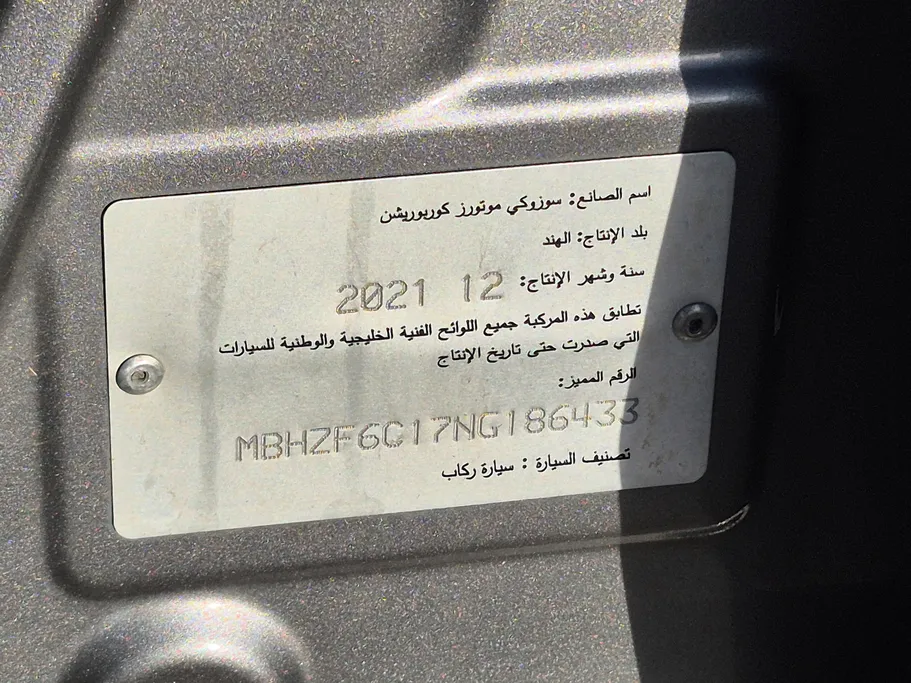 اسم الصانع: سوزوكي موتورز كوربوريشن
بلد الإنتاج: الهند
سنة وشهر الإنتاج: 12 2021
تطابق هذه المركبة جميع اللوائح الفنية الخليجية والوطنية للسيارات
التي صدرت حتى تاريخ الإنتاج
الرقم المميز:
MBHZF6C17NG186433
تصنيف السيارة : سيارة ركاب